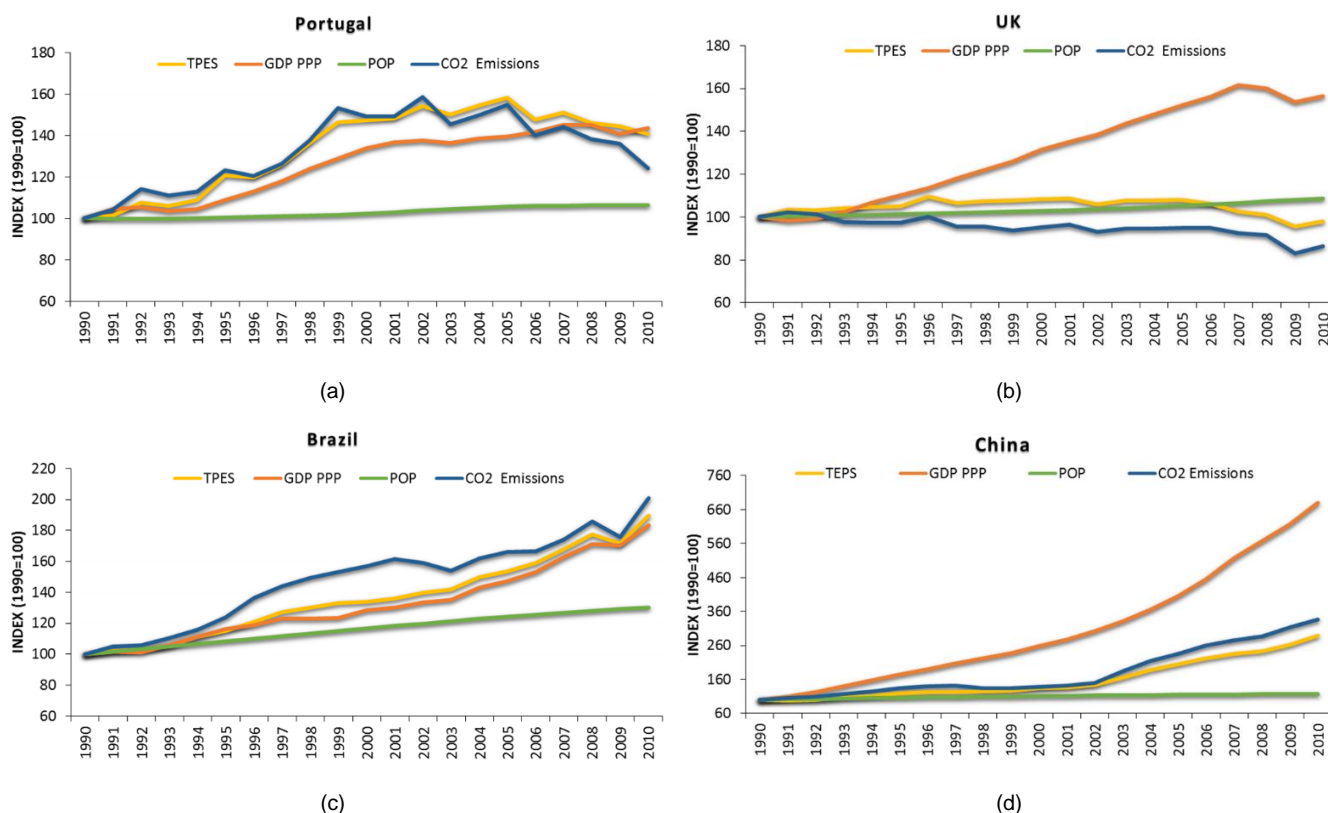 Portugal
TPES GDP PPP POP CO2 Emissions
INDEX (1990=100)
180
160
140
120
100
80
60
1990 1991 1992 1993 1994 1995 1996 1997 1998 1999 2000 2001 2002 2003 2004 2005 2006 2007 2008 2009 2010
(a)
UK
TPES GDP PPP POP CO2 Emissions
INDEX (1990=100)
180
160
140
120
100
80
60
1990 1991 1992 1993 1994 1995 1996 1997 1998 1999 2000 2001 2002 2003 2004 2005 2006 2007 2008 2009 2010
(b)
Brazil
TPES GDP PPP POP CO2 Emissions
INDEX (1990=100)
220
200
180
160
140
120
100
80
60
1990 1991 1992 1993 1994 1995 1996 1997 1998 1999 2000 2001 2002 2003 2004 2005 2006 2007 2008 2009 2010
(c)
China
TEPS GDP PPP POP CO2 Emissions
INDEX (1990=100)
760
660
560
460
360
260
160
60
1990 1991 1992 1993 1994 1995 1996 1997 1998 1999 2000 2001 2002 2003 2004 2005 2006 2007 2008 2009 2010
(d)